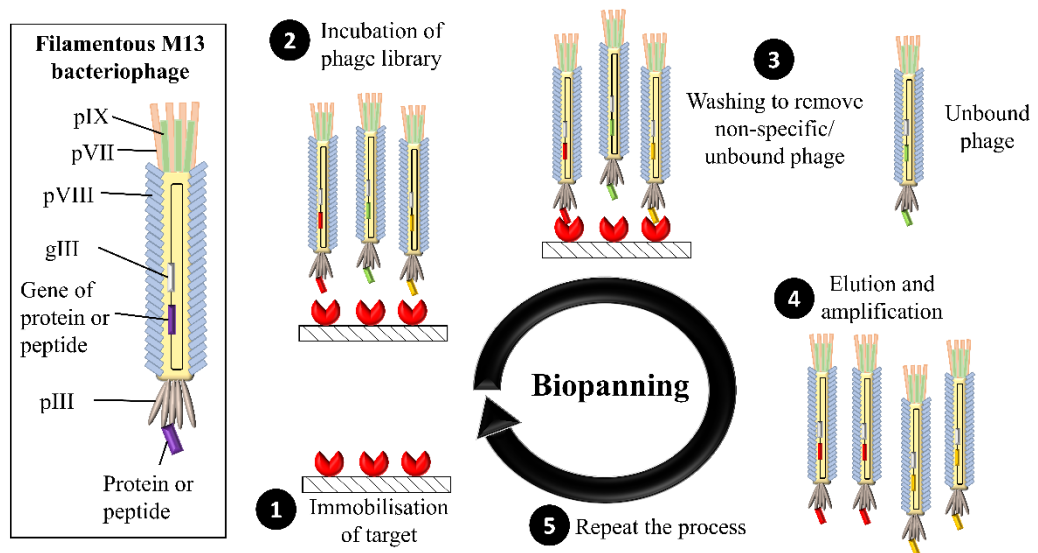 Filamentous M13
bacteriophage
pIX
pVII
pVIII
gIII
Gene of
protein or
peptide
pIII
Protein or
peptide
1
Immobilisation
of target
2
Incubation of
phage library
3
Washing to remove
non-specific/
unbound phage
Unbound
phage
4
Elution and
amplification
Biopanning
5
Repeat the process